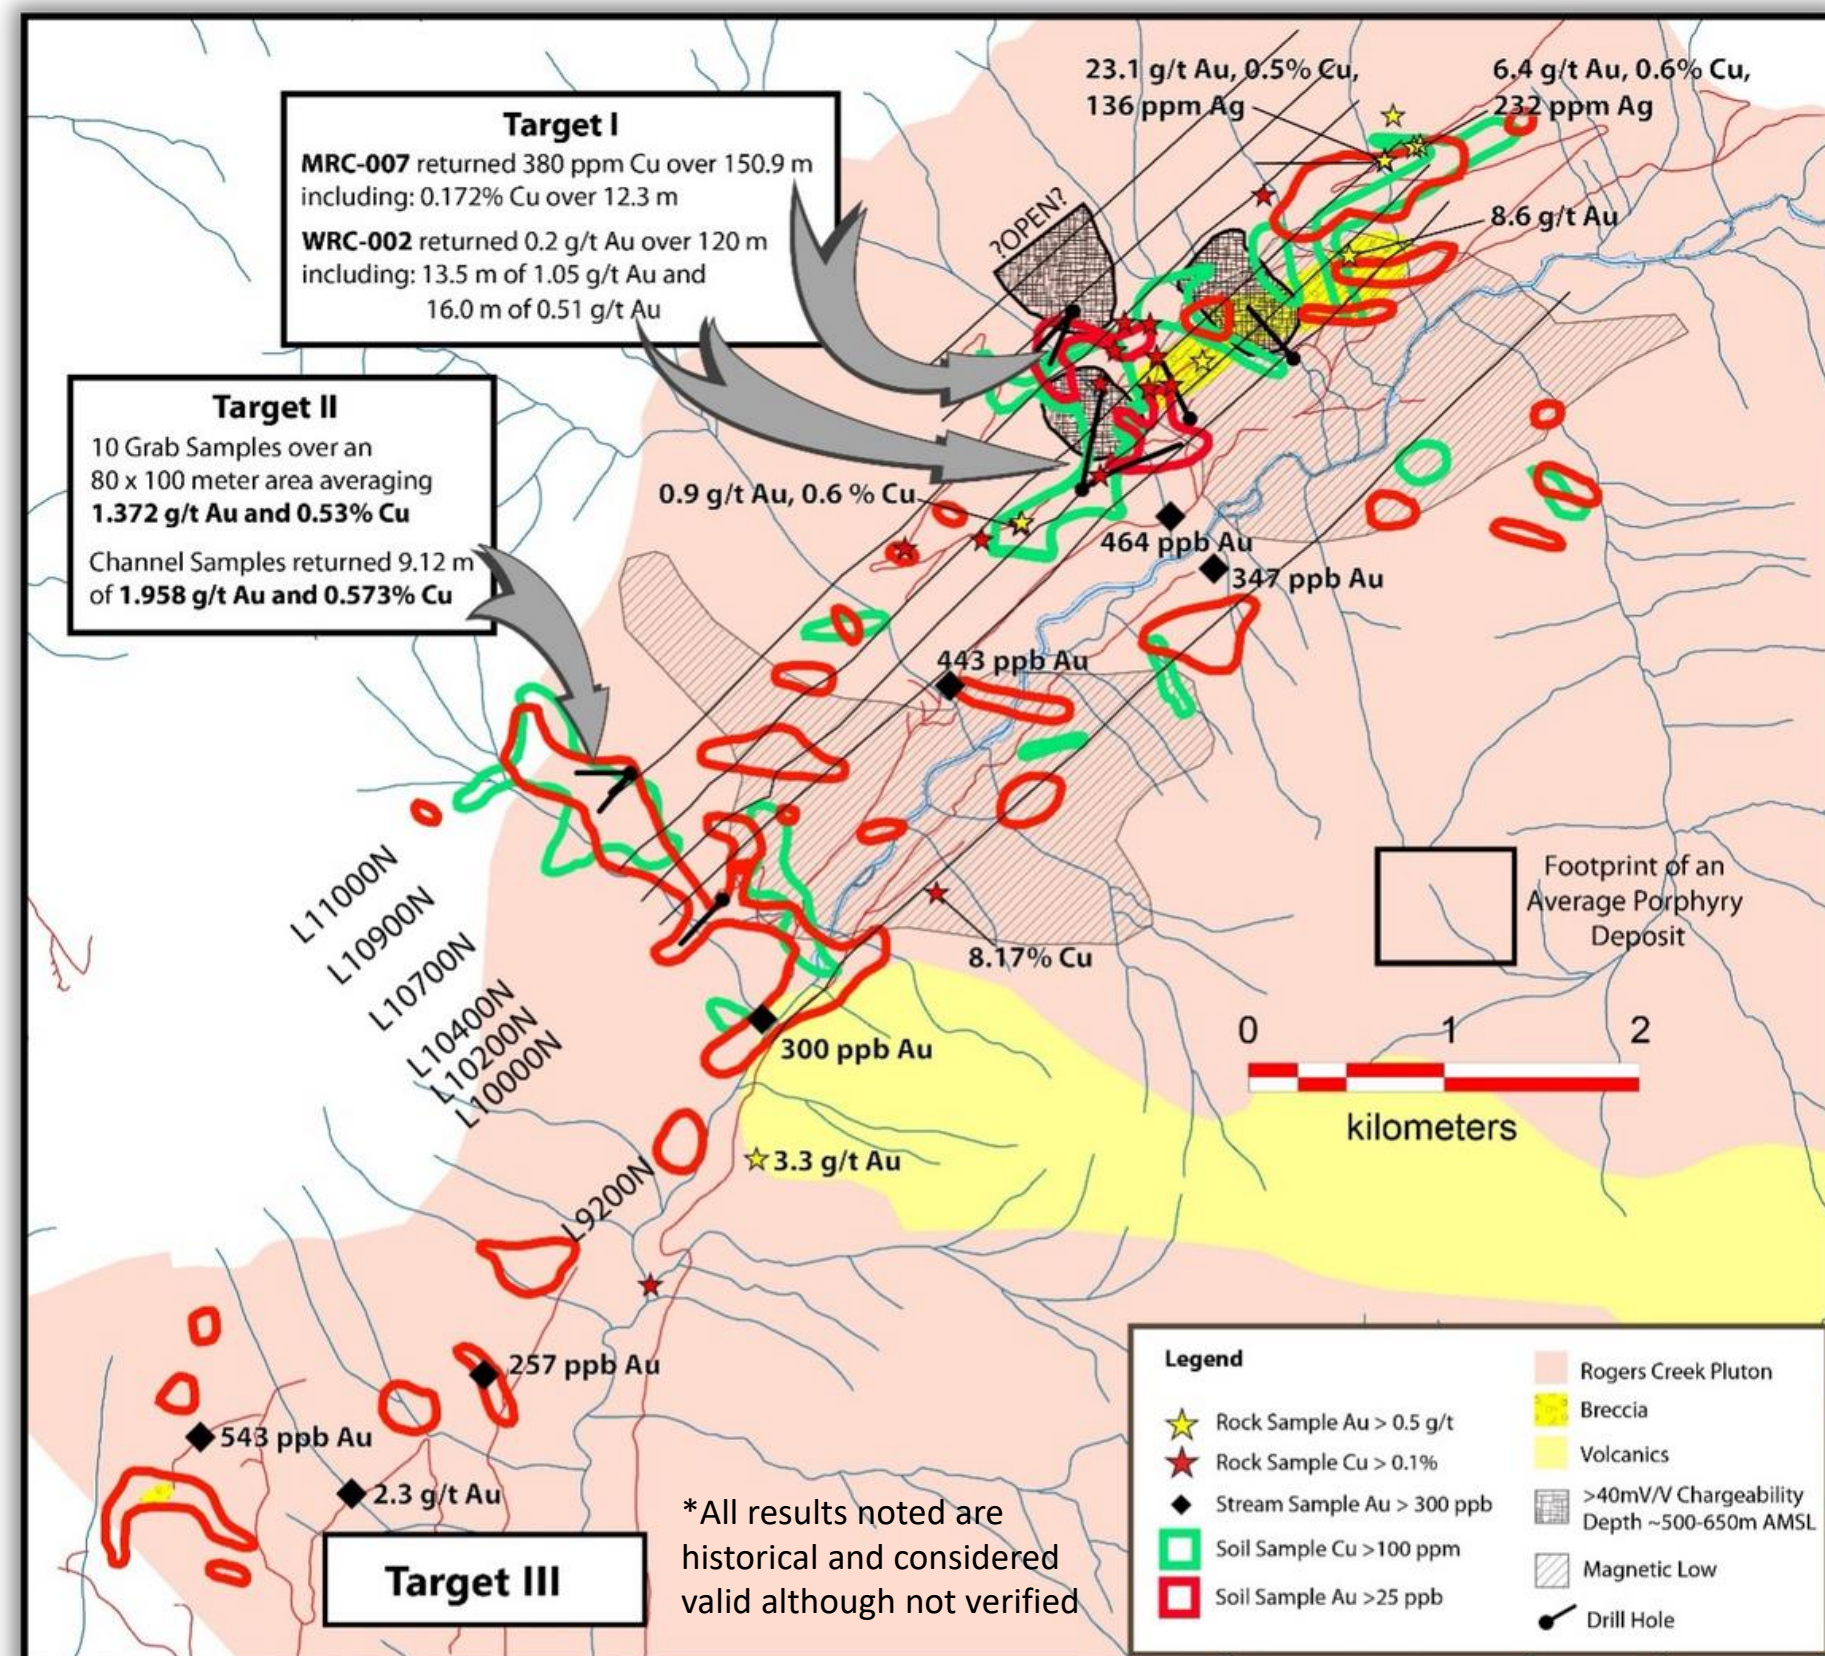 23.1 g/t Au, 0.5% Cu,
136 ppm Ag
6.4 g/t Au, 0.6% Cu,
232 ppm Ag
Target I
MRC-007 returned 380 ppm Cu over 150.9 m
including: 0.172% Cu over 12.3 m
WRC-002 returned 0.2 g/t Au over 120 m
including: 13.5 m of 1.05 g/t Au and
16.0 m of 0.51 g/t Au
?OPEN?
8.6 g/t Au
Target II
10 Grab Samples over an
80 x 100 meter area averaging
1.372 g/t Au and 0.53% Cu
Channel Samples returned 9.12 m
of 1.958 g/t Au and 0.573% Cu
0.9 g/t Au, 0.6 % Cu
464 ppb Au
347 ppb Au
443 ppb Au
L11000N
L10900N
L10700N
L10400N
L10200N
L10000N
8.17% Cu
Footprint of an
Average Porphyry
Deposit
0 1 2
kilometers
300 ppb Au
3.3 g/t Au
L9200N
257 ppb Au
543 ppb Au
2.3 g/t Au
Target III
*All results noted are
historical and considered
valid although not verified
Legend
Rock Sample Au > 0.5 g/t
Rock Sample Cu > 0.1%
Stream Sample Au > 300 ppb
Soil Sample Cu >100 ppm
Soil Sample Au >25 ppb
Rogers Creek Pluton
Breccia
Volcanics
>40mV/V Chargeability
Depth ~500-650m AMSL
Magnetic Low
Drill Hole